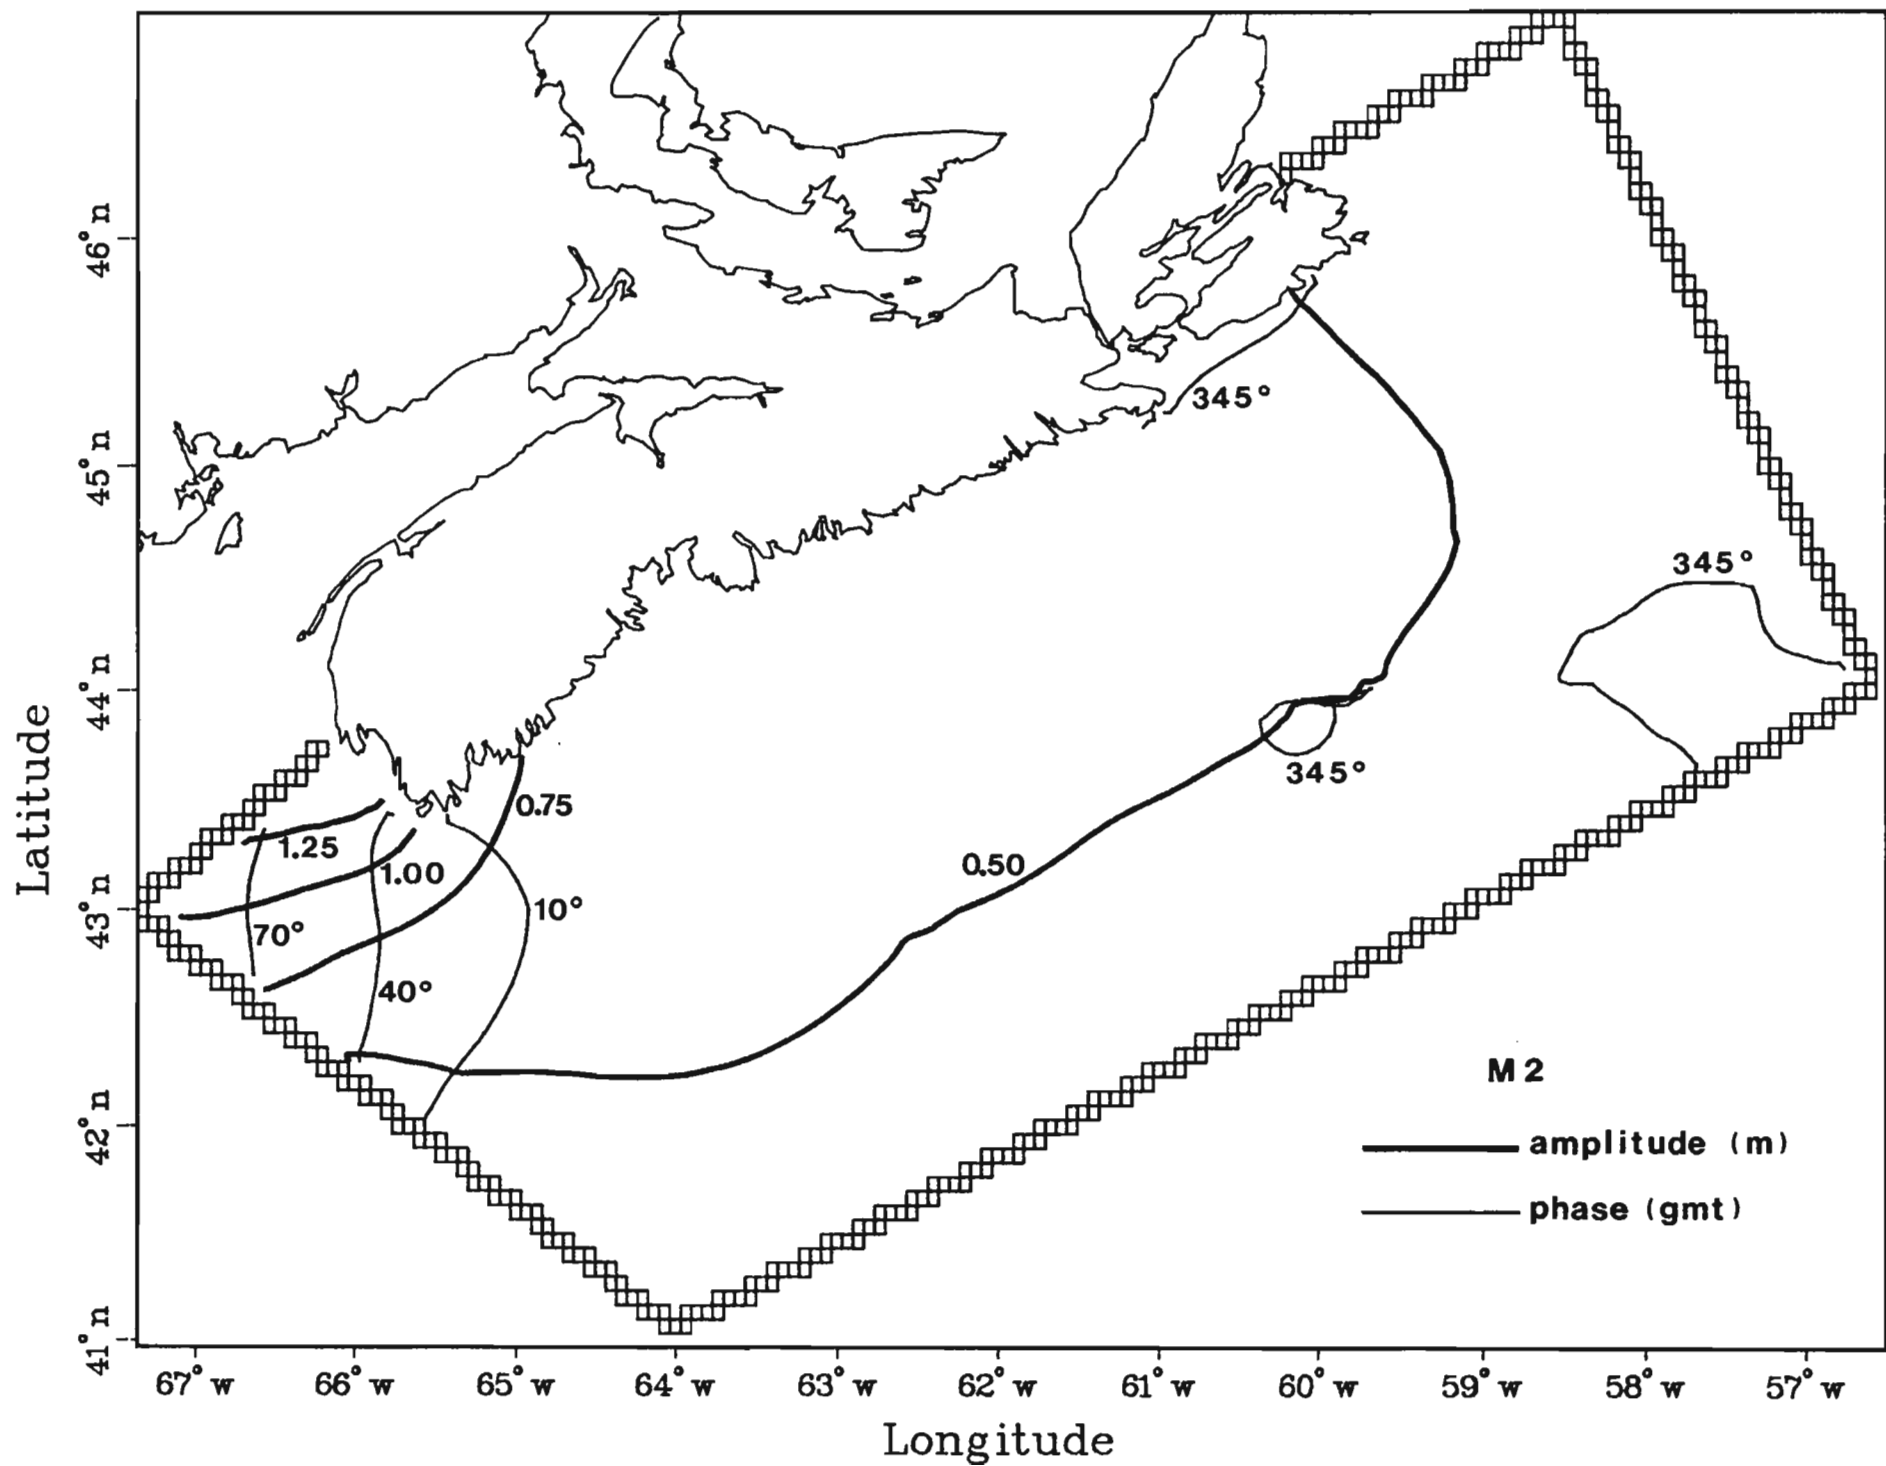 46° n
45° n
44° n
43° n
42° n
41° n
Latitude
345°
345°
345°
0.75
1.25
1.00
0.50
10°
70°
40°
M2
amplitude (m)
phase (gmt)
67° w 66° w 65° w 64° w 63° w 62° w 61° w 60° w 59° w 58° w 57° w
Longitude